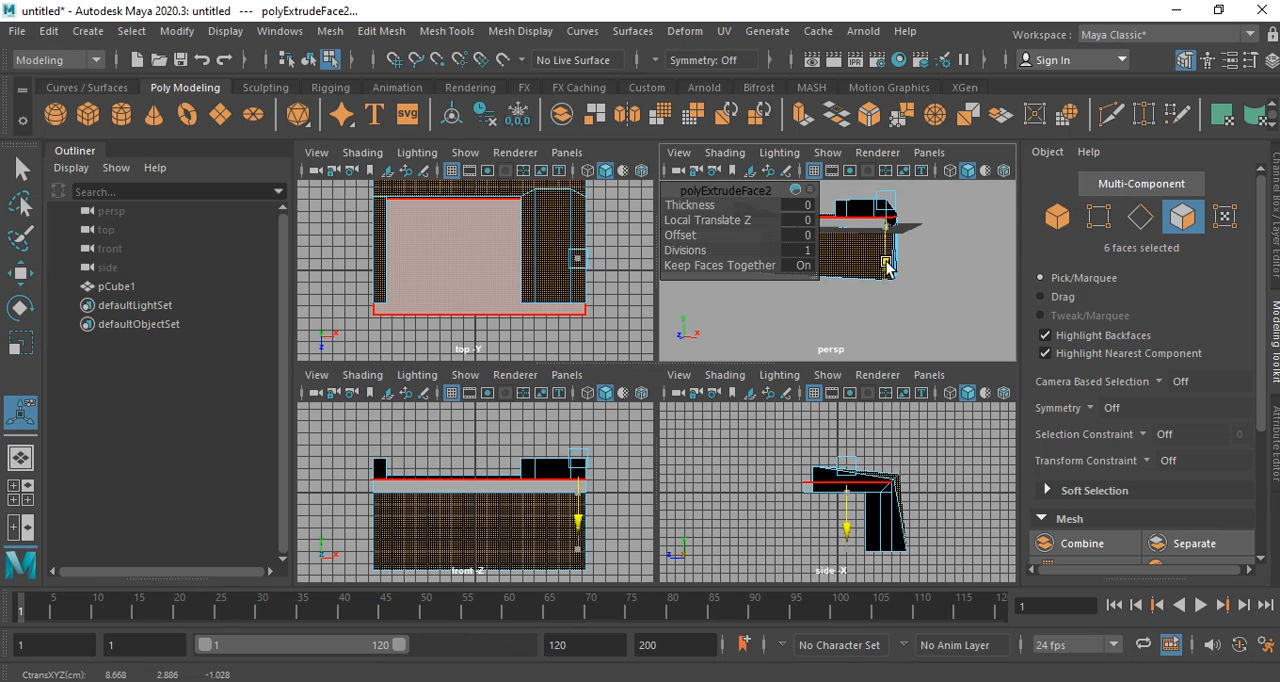 untitled* - Autodesk Maya 2020.3: untitled --- polyExtrudeFace2...
File Edit Create Select Modify Display Windows Mesh Edit Mesh Mesh Tools Mesh Display Curves Surfaces Deform UV Generate Cache Arnold Help
Workspace : Maya Classic*
Modeling No Live Surface Symmetry: Off Sign In
Curves / Surfaces Poly Modeling Sculpting Rigging Animation Rendering FX FX Caching Custom Arnold Bifrost MASH Motion Graphics XGen
Outliner
Display Show Help
Search...
persp
top
front
side
pCube1
defaultLightSet
defaultObjectSet
View Shading Lighting Show Renderer Panels
top -Y
View Shading Lighting Show Renderer Panels
polyExtrudeFace2
Thickness 0
Local Translate Z 0
Offset 0
Divisions 1
Keep Faces Together On
persp
View Shading Lighting Show Renderer Panels
front -Z
View Shading Lighting Show Renderer Panels
side -X
Object Help
Multi-Component
6 faces selected
Pick/Marquee
Drag
Tweak/Marquee
Highlight Backfaces
Highlight Nearest Component
Camera Based Selection Off
Symmetry Off
Selection Constraint Off 0
Transform Constraint Off
Soft Selection
Mesh
Combine Separate
Channel Box / Layer Editor
Modeling Toolkit
Attribute Editor
1 5 10 15 20 25 30 35 40 45 50 55 60 65 70 75 80 85 90 95 100 105 110 115 12
1
1 1 1 120 120 200 No Character Set No Anim Layer 24 fps
CtransXYZ(cm): 8.668 2.886 -1.028